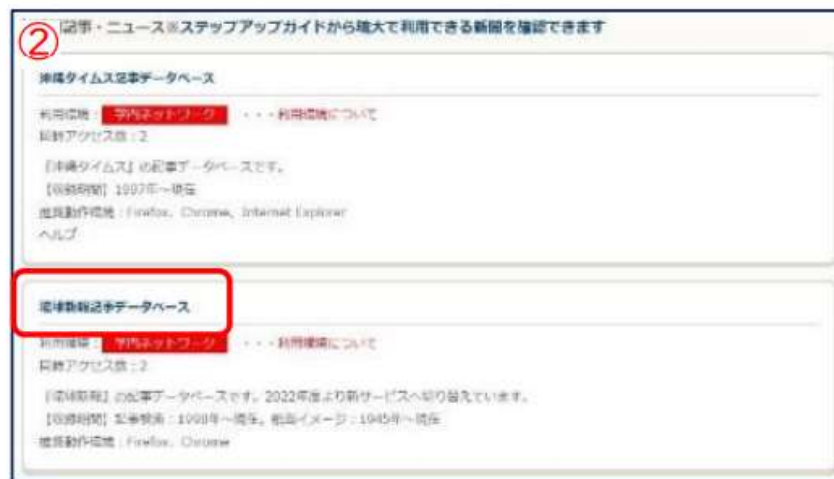 ②
記事・ニュース※ステップアップガイドから琉大で利用できる新聞を確認できます
沖縄タイムス記事データベース
利用環境： 学内ネットワーク ・・・利用環境について
同時アクセス数：2
『沖縄タイムス』の記事データベースです。
【収録期間】1997年～現在
推奨動作環境：Firefox、Chrome、Internet Explorer
ヘルプ
琉球新報記事データベース
利用環境： 学内ネットワーク ・・・利用環境について
同時アクセス数：2
『琉球新報』の記事データベースです。2022年度より新サービスへ切り替えています。
【収録期間】記事検索：1998年～現在、紙面イメージ：1945年～現在
推奨動作環境：Firefox、Chrome